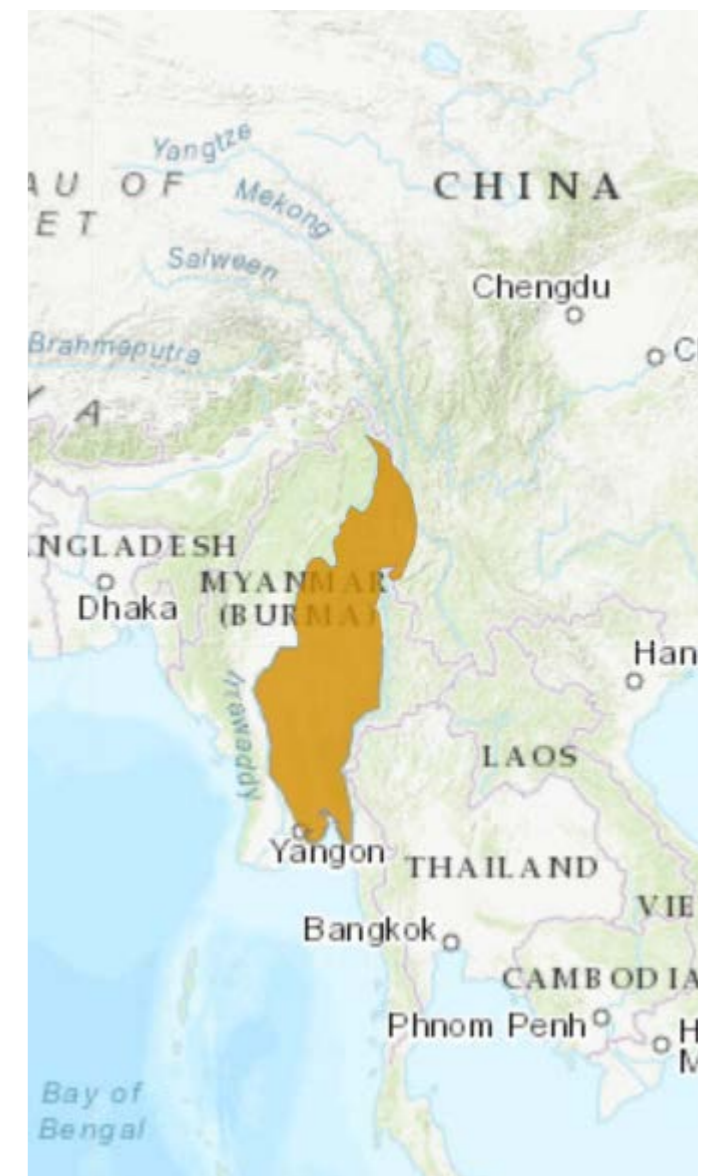 Yangtze
AU OF
ET
Mekong
CHINA
Salween
Chengdu
Brahmaputra
C
Y A
NGLADESH
MYANMAR
(BURMA)
Dhaka
Han
Irrawaddy
LAOS
Yangon
THAILAND
VIE
Bangkok
CAMBODIA
Phnom Penh
H
M
Bay of
Bengal